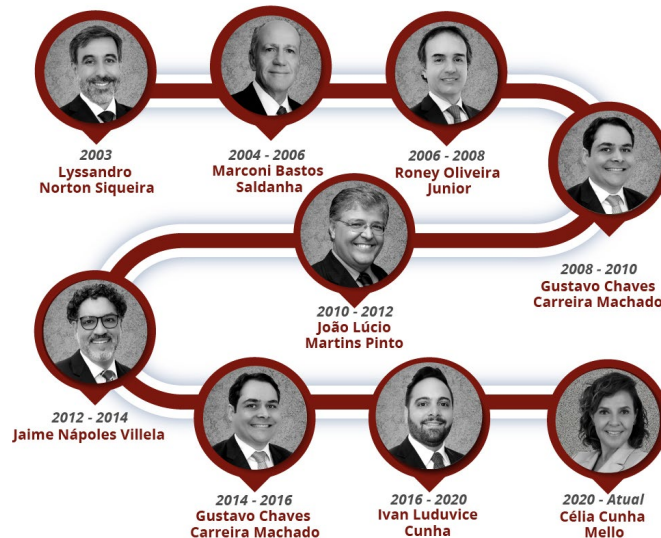 2003
Lyssandro
Norton Siqueira
2004 - 2006
Marconi Bastos
Saldanha
2006 - 2008
Roney Oliveira
Junior
2008 - 2010
Gustavo Chaves
Carreira Machado
2010 - 2012
João Lúcio
Martins Pinto
2012 - 2014
Jaime Nápoles Villela
2014 - 2016
Gustavo Chaves
Carreira Machado
2016 - 2020
Ivan Luduvice
Cunha
2020 - Atual
Célia Cunha
Mello